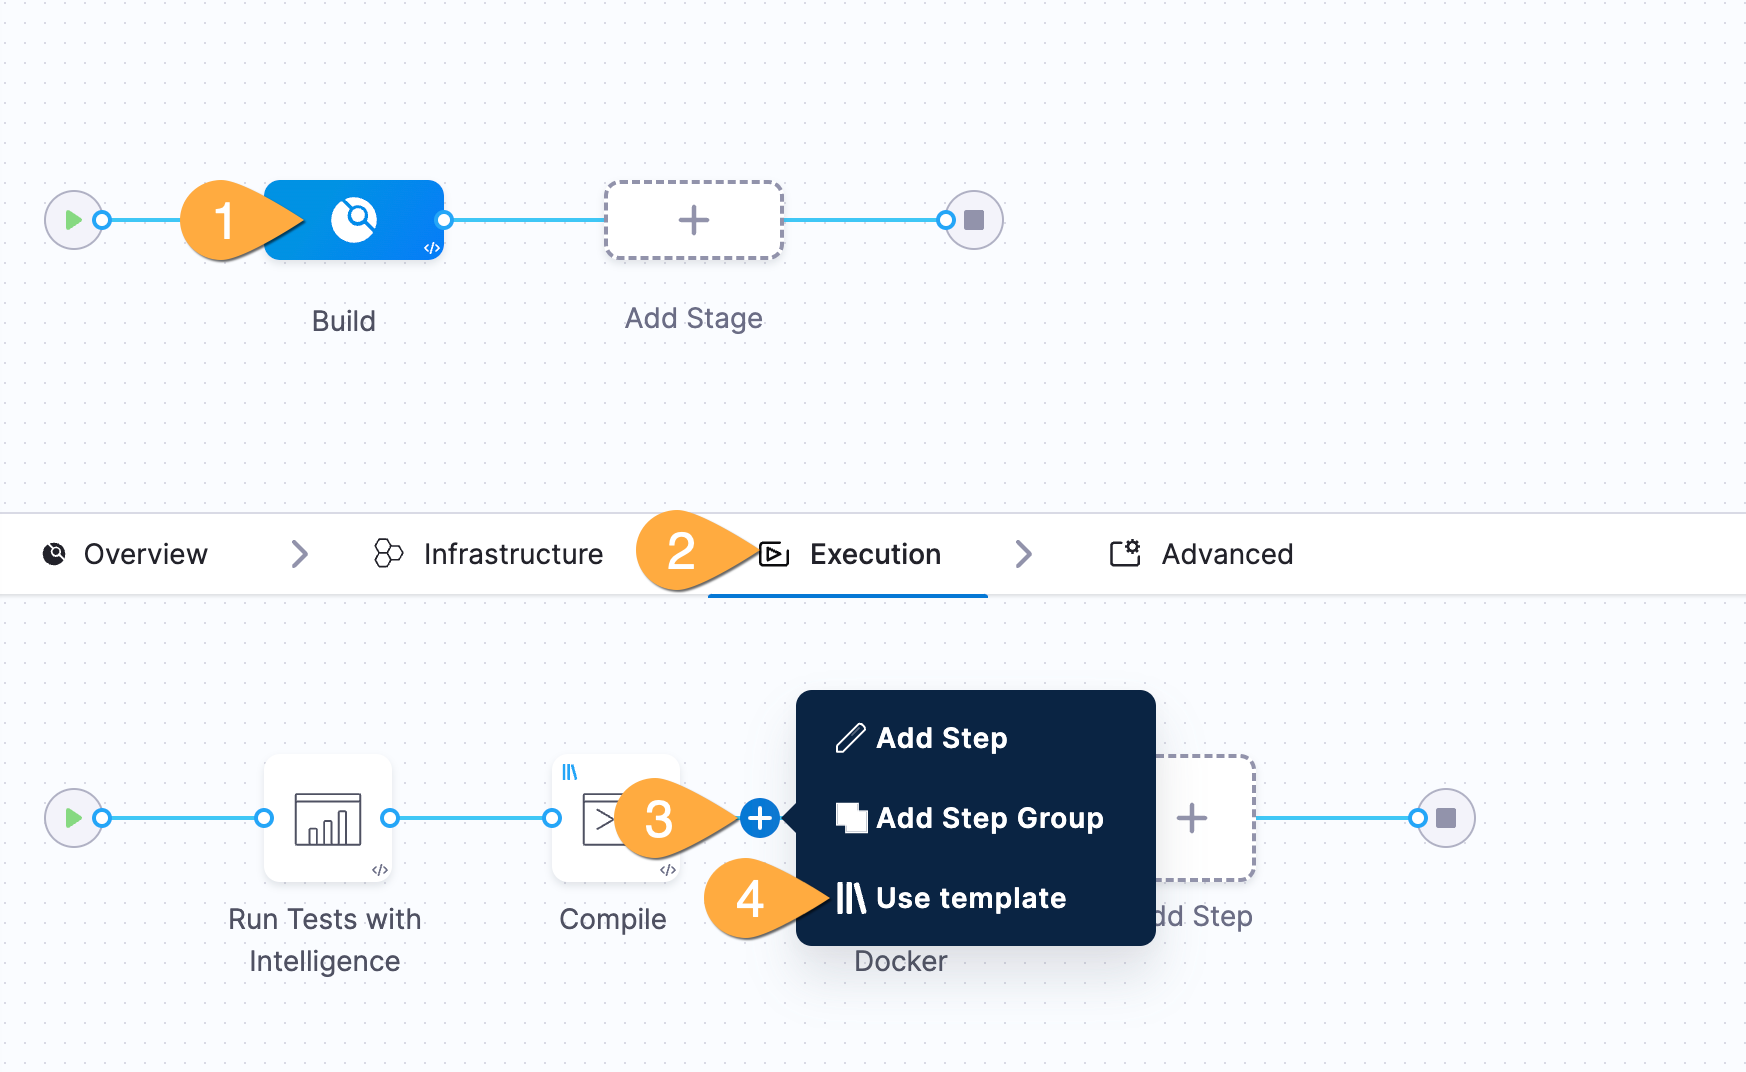 1
</>
Build
Add Stage
Overview
Infrastructure
2
Execution
Advanced
Add Step
3
Add Step Group
4
Use template
</>
</>
Run Tests with
Intelligence
Compile
Docker
dd Step